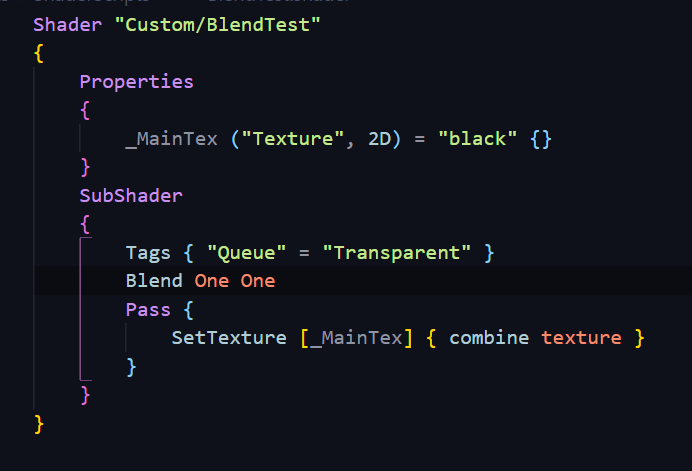 Shader "Custom/BlendTest"
{
Properties
{
_MainTex ("Texture", 2D) = "black" {}
}
SubShader
{
Tags { "Queue" = "Transparent" }
Blend One One
Pass {
SetTexture [_MainTex] { combine texture }
}
}
}